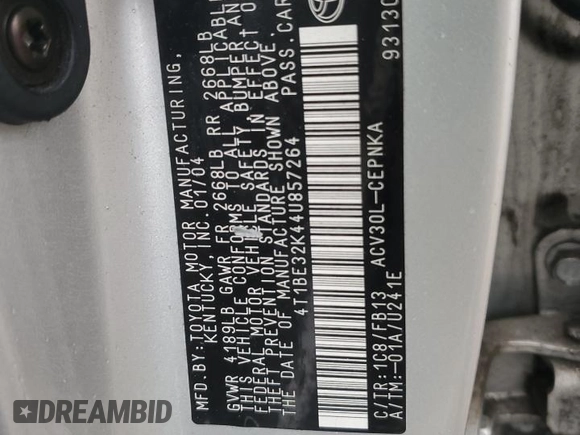 MFD.BY:TOYOTA MOTOR MANUFACTURING,
KENTUCKY, INC. 01/04
GVWR 4189LB GAWR FR 2668LB RR 2668LB
THIS VEHICLE CONFORMS TO ALL APPLICABLE
FEDERAL MOTOR VEHICLE SAFETY, BUMPER AND
THEFT PREVENTION STANDARDS IN EFFECT ON
THE DATE OF MANUFACTURE SHOWN ABOVE.
4T1BE32K44U857264 PASS.CAR
ACV30L-CEPNKA 9313
C/TR:1C8/FB13
A/TM:-01A/U241E
DREAMBID